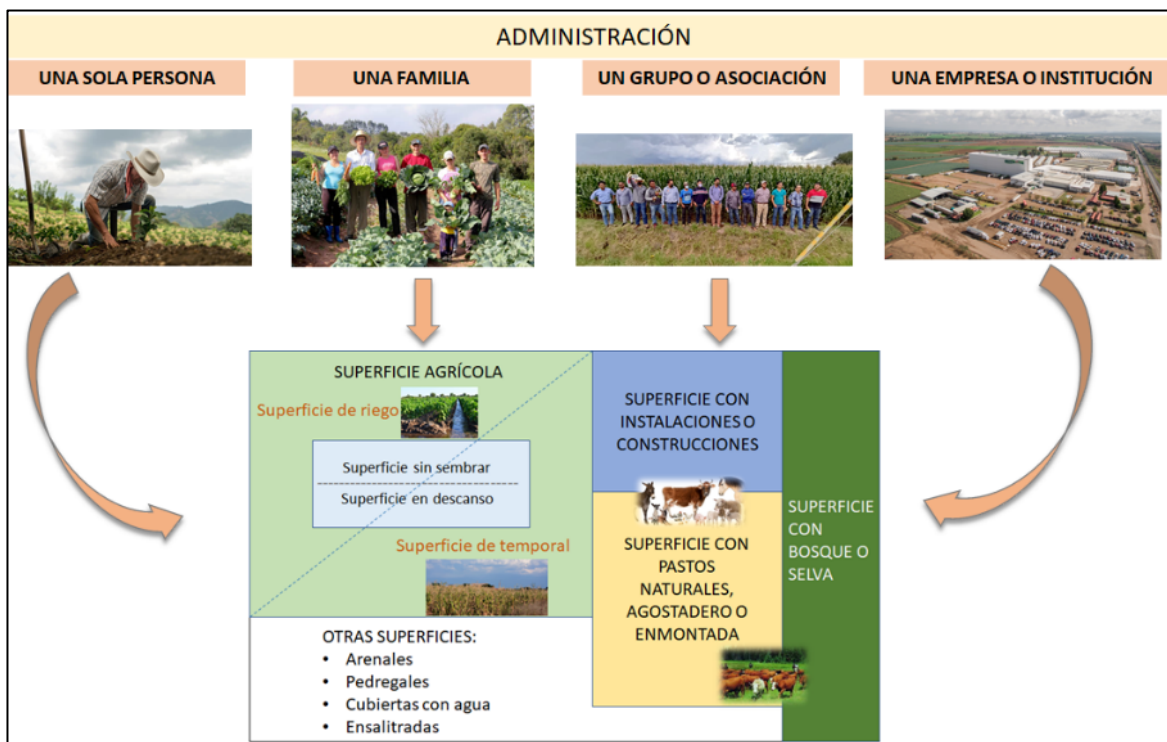 ADMINISTRACIÓN
UNA SOLA PERSONA
UNA FAMILIA
UN GRUPO O ASOCIACIÓN
UNA EMPRESA O INSTITUCIÓN
SUPERFICIE AGRÍCOLA
Superficie de riego
Superficie sin sembrar
Superficie en descanso
Superficie de temporal
SUPERFICIE CON
INSTALACIONES O
CONSTRUCCIONES
SUPERFICIE CON
PASTOS
NATURALES,
AGOSTADERO O
ENMONTADA
SUPERFICIE
CON
BOSQUE O
SELVA
OTRAS SUPERFICIES:
• Arenales
• Pedregales
• Cubiertas con agua
• Ensalitradas